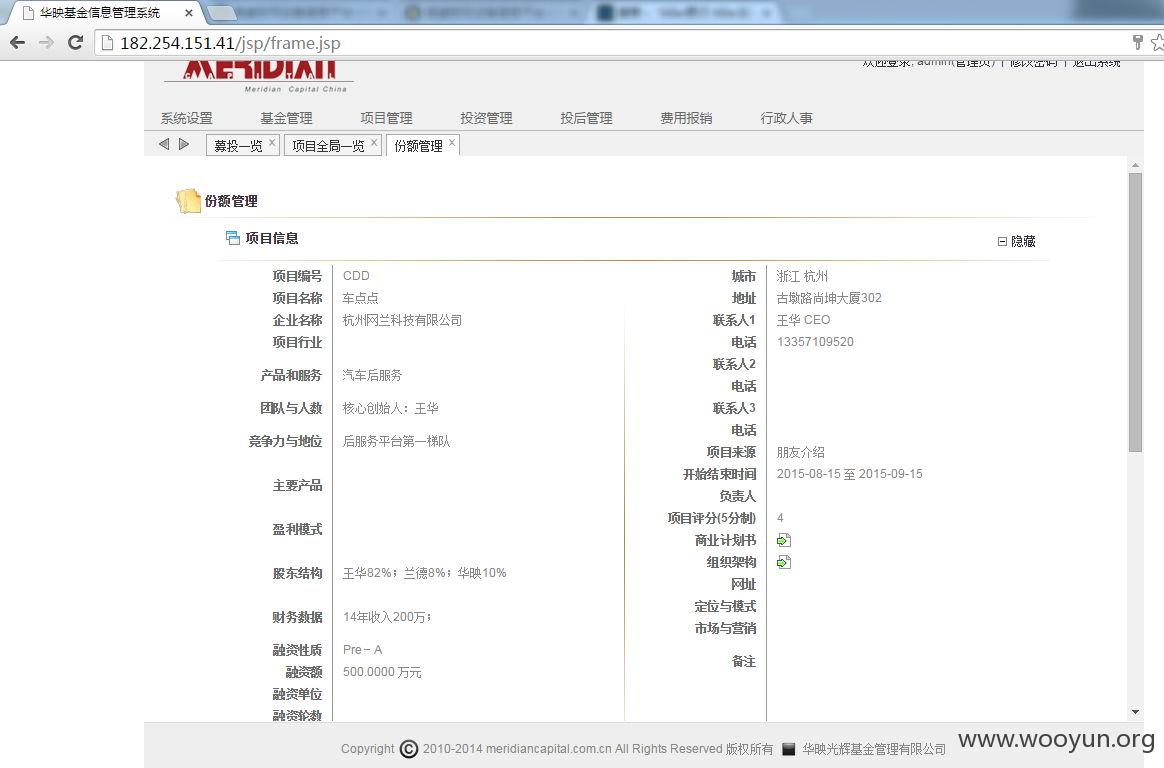 华映基金信息管理系统
182.254.151.41/jsp/frame.jsp
MERIDIAN
CAPITAL
Meridian Capital China
欢迎登录, admin(管理员) | 修改密码 | 退出系统
系统设置 基金管理 项目管理 投资管理 投后管理 费用报销 行政人事
募投一览 项目全局一览 份额管理
份额管理
项目信息 隐藏
项目编号 CDD 城市 浙江 杭州
项目名称 车点点 地址 古墩路尚坤大厦302
企业名称 杭州网兰科技有限公司 联系人1 王华 CEO
项目行业 电话 13357109520
联系人2
产品和服务 汽车后服务
电话
团队与人数 核心创始人：王华 联系人3
电话
竞争力与地位 后服务平台第一梯队
项目来源 朋友介绍
开始结束时间 2015-08-15 至 2015-09-15
主要产品
负责人
项目评分(5分制) 4
盈利模式
商业计划书
组织架构
股东结构 王华82%；兰德8%；华映10%
网址
定位与模式
财务数据 14年收入200万；
市场与营销
融资性质 Pre－A
备注
融资额 500.0000 万元
融资单位
融资轮数
Copyright © 2010-2014 meridiancapital.com.cn All Rights Reserved 版权所有 华映光辉基金管理有限公司
www.wooyun.org